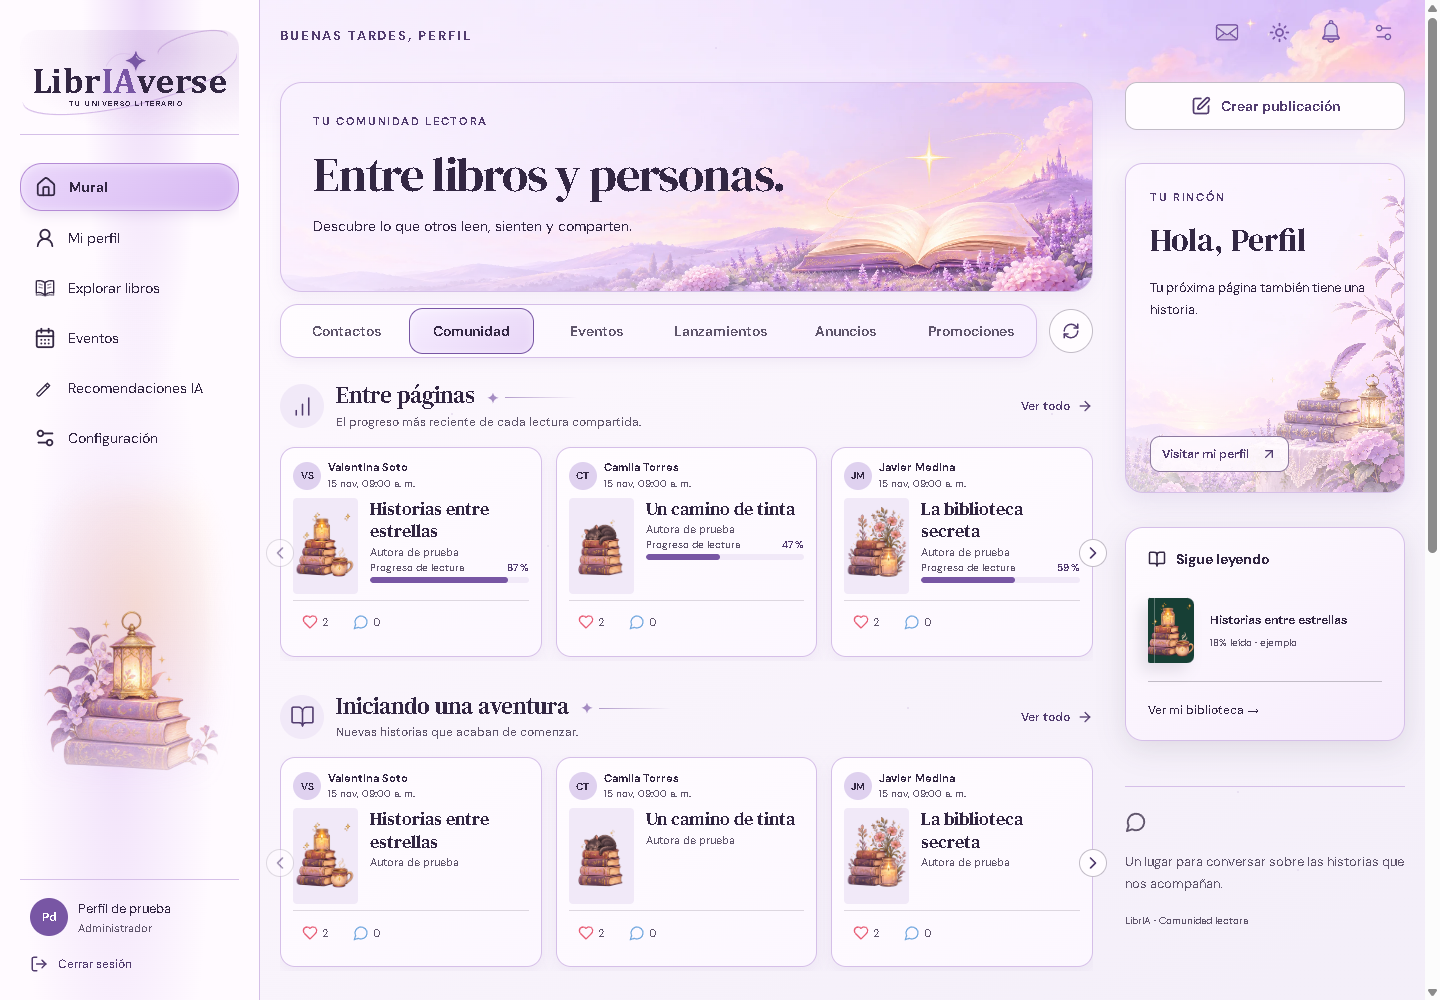 LibrIAverse
TU UNIVERSO LITERARIO
Mural
Mi perfil
Explorar libros
Eventos
Recomendaciones IA
Configuración
Pd
Perfil de prueba
Administrador
Cerrar sesión
BUENAS TARDES, PERFIL
TU COMUNIDAD LECTORA
Entre libros y personas.
Descubre lo que otros leen, sienten y comparten.
Contactos
Comunidad
Eventos
Lanzamientos
Anuncios
Promociones
Entre páginas
El progreso más reciente de cada lectura compartida.
Ver todo →
VS
Valentina Soto
15 nov, 09:00 a. m.
Historias entre
estrellas
Autora de prueba
Progreso de lectura 87 %
2 0
CT
Camila Torres
15 nov, 09:00 a. m.
Un camino de tinta
Autora de prueba
Progreso de lectura 47 %
2 0
JM
Javier Medina
15 nov, 09:00 a. m.
La biblioteca
secreta
Autora de prueba
Progreso de lectura 59 %
2 0
Iniciando una aventura
Nuevas historias que acaban de comenzar.
Ver todo →
VS
Valentina Soto
15 nov, 09:00 a. m.
Historias entre
estrellas
Autora de prueba
2 0
CT
Camila Torres
15 nov, 09:00 a. m.
Un camino de tinta
Autora de prueba
2 0
JM
Javier Medina
15 nov, 09:00 a. m.
La biblioteca
secreta
Autora de prueba
2 0
Crear publicación
TU RINCÓN
Hola, Perfil
Tu próxima página también tiene una
historia.
Visitar mi perfil
Sigue leyendo
Historias entre estrellas
18% leído · ejemplo
Ver mi biblioteca →
Un lugar para conversar sobre las historias que
nos acompañan.
LibrIA · Comunidad lectora